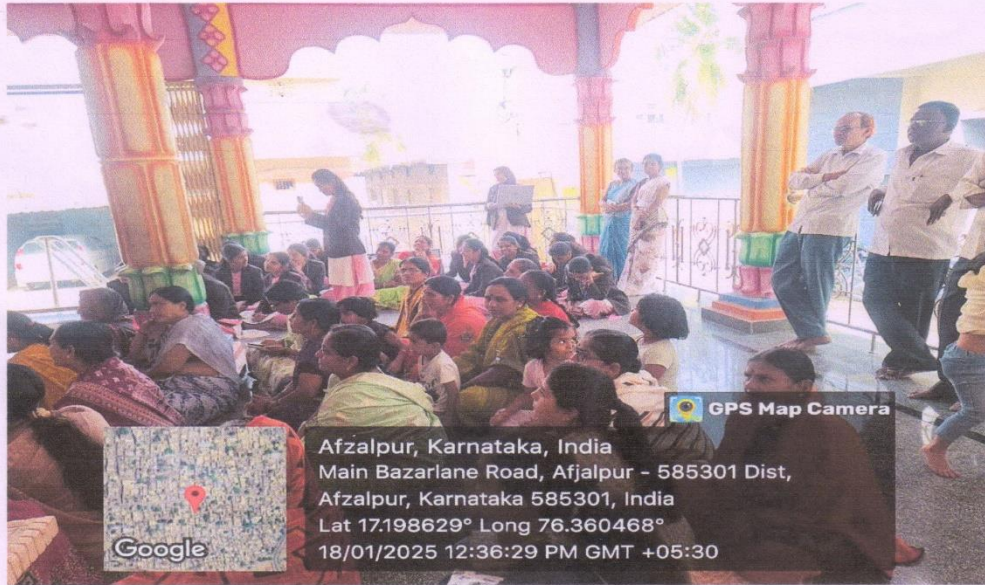 GPS Map Camera
Afzalpur, Karnataka, India
Main Bazarlane Road, Afjalpur - 585301 Dist,
Afzalpur, Karnataka 585301, India
Lat 17.198629° Long 76.360468°
18/01/2025 12:36:29 PM GMT +05:30
Google